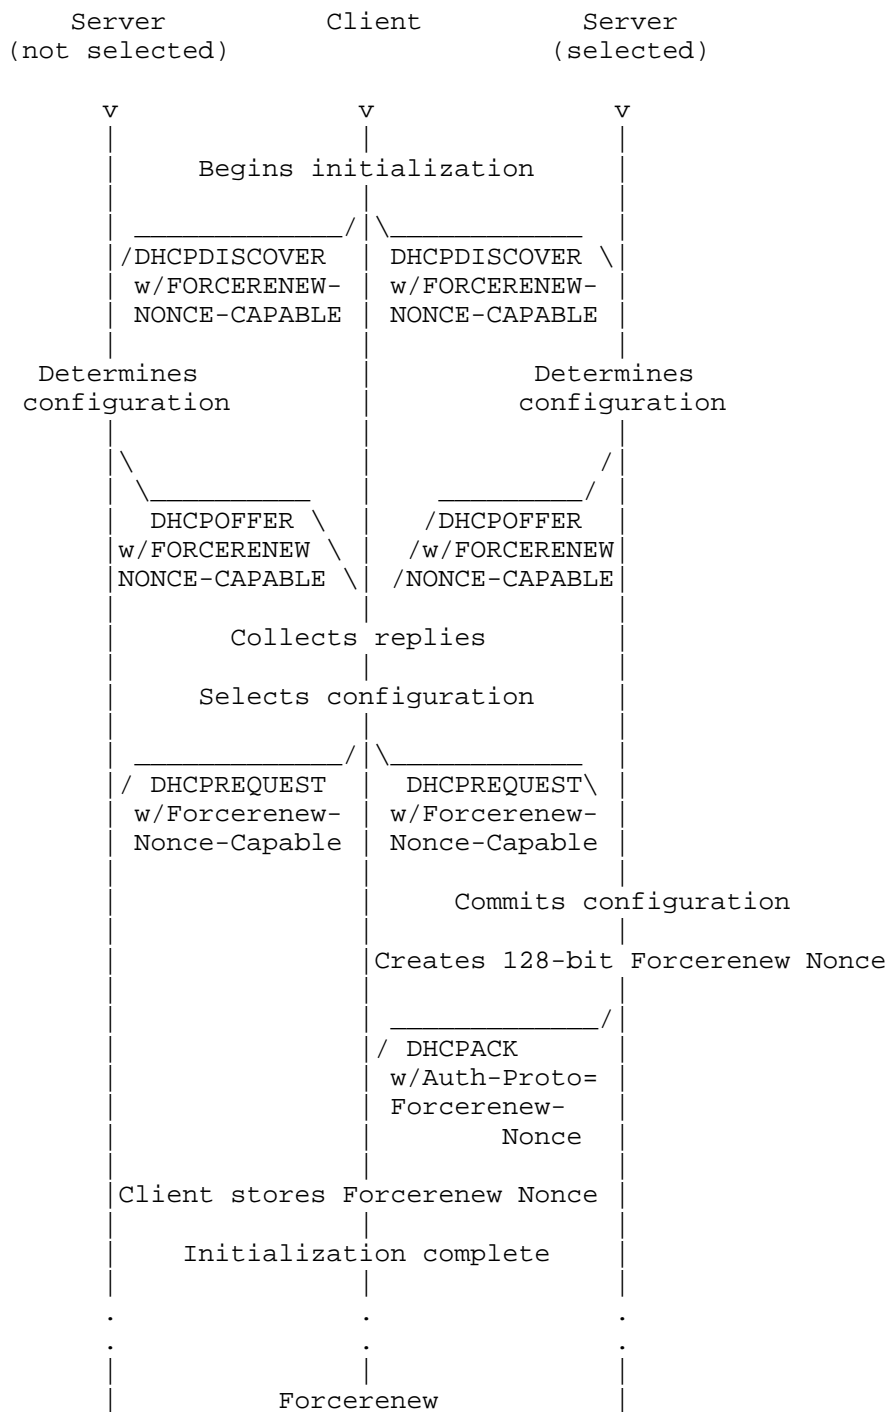 Server Client Server
(not selected) (selected)
v v v
Begins initialization
/DHCPDISCOVER DHCPDISCOVER \
w/FORCERENEW- w/FORCERENEW-
NONCE-CAPABLE NONCE-CAPABLE
Determines Determines
configuration configuration
DHCPOFFER \ /DHCPOFFER
w/FORCERENEW \ /w/FORCERENEW
NONCE-CAPABLE \ /NONCE-CAPABLE
Collects replies
Selects configuration
/ DHCPREQUEST DHCPREQUEST\
w/Forcerenew- w/Forcerenew-
Nonce-Capable Nonce-Capable
Commits configuration
Creates 128-bit Forcerenew Nonce
/ DHCPACK
w/Auth-Proto=
Forcerenew-
Nonce
Client stores Forcerenew Nonce
Initialization complete
. . .
. . .
Forcerenew